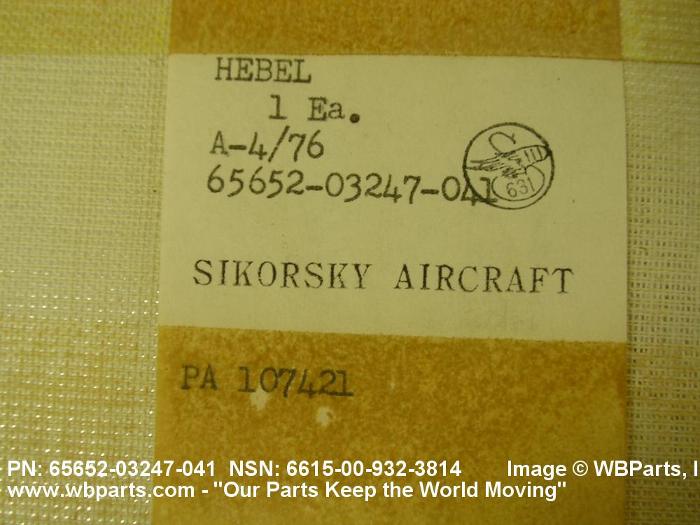 HEBEL
1 Ea.
A-4/76
65652-03247-041
S
631
SIKORSKY AIRCRAFT
PA 107421
PN: 65652-03247-041 NSN: 6615-00-932-3814 Image © WBParts, I
www.wbparts.com - "Our Parts Keep the World Moving"